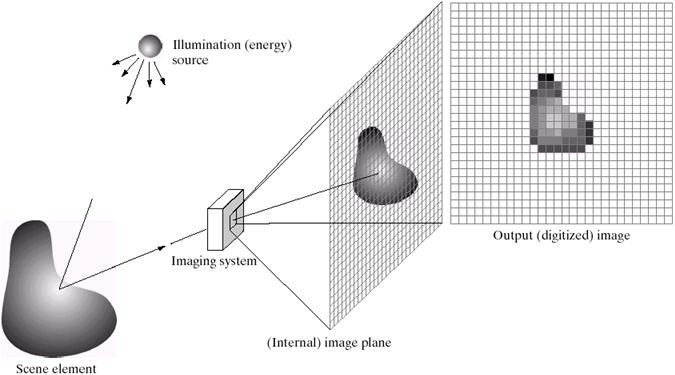 Illumination (energy)
source
Imaging system
Output (digitized) image
(Internal) image plane
Scene element